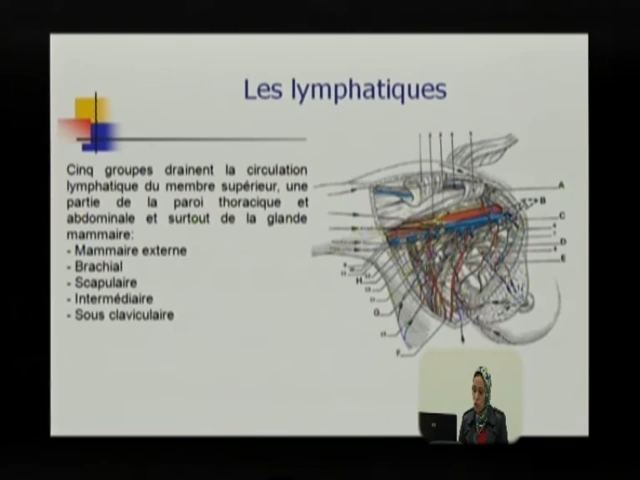 Les lymphatiques
Cinq groupes drainent la circulation
lymphatique du membre supérieur, une
partie de la paroi thoracique et
abdominale et surtout de la glande
mammaire:
- Mammaire externe
- Brachial
- Scapulaire
- Intermédiaire
- Sous claviculaire
A
B
C
D
E
H
G
F